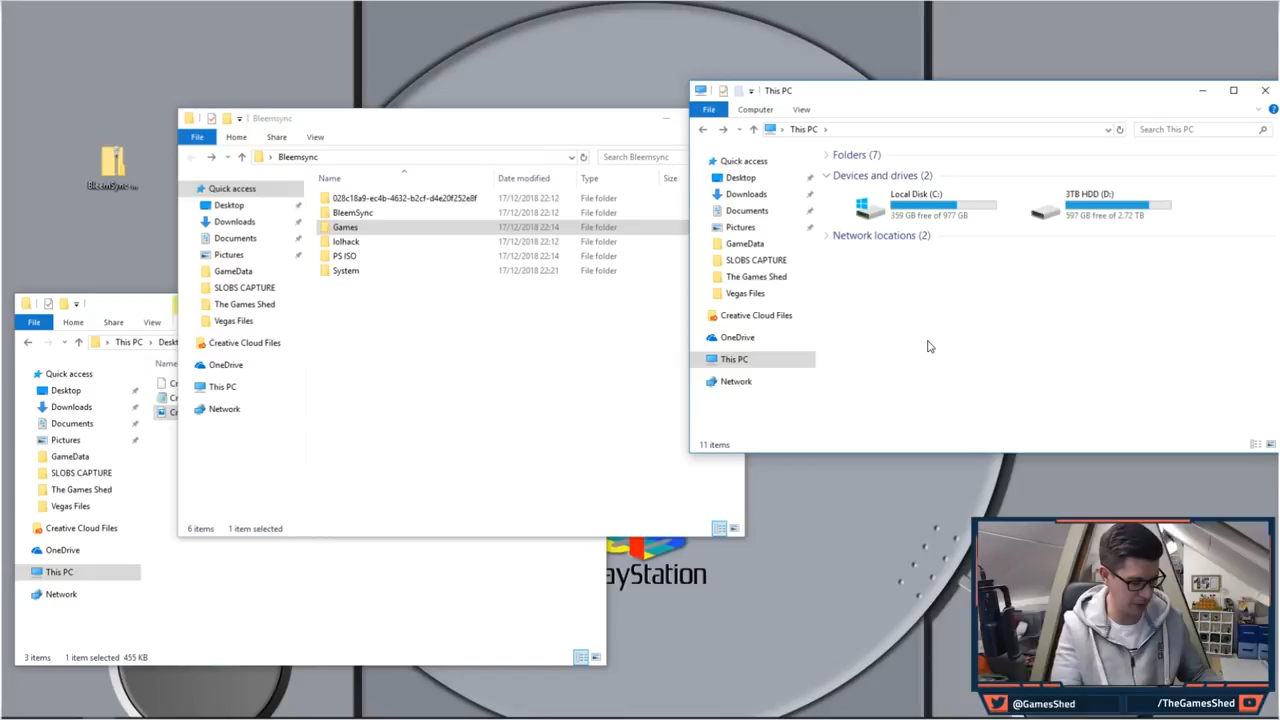 BleemSync ...
Bleemsync
File Home Share View
Bleemsync
Search Bleemsync
Name Date modified Type Size
Quick access
Desktop
Downloads
Documents
Pictures
GameData
SLOBS CAPTURE
The Games Shed
Vegas Files
Creative Cloud Files
OneDrive
This PC
Network
028c18a9-ec4b-4632-b2cf-d4e20f252e8f 17/12/2018 22:12 File folder
BleemSync 17/12/2018 22:12 File folder
Games 17/12/2018 22:14 File folder
lolhack 17/12/2018 22:12 File folder
PS ISO 17/12/2018 22:14 File folder
System 17/12/2018 22:21 File folder
6 items 1 item selected
This PC
File Computer View
This PC
Search This PC
Quick access
Desktop
Downloads
Documents
Pictures
GameData
SLOBS CAPTURE
The Games Shed
Vegas Files
Creative Cloud Files
OneDrive
This PC
Network
Folders (7)
Devices and drives (2)
Local Disk (C:)
359 GB free of 977 GB
3TB HDD (D:)
597 GB free of 2.72 TB
Network locations (2)
11 items
File Home Share View
This PC Deskt
Nam
Quick access
Desktop
Downloads
Documents
Pictures
GameData
SLOBS CAPTURE
The Games Shed
Vegas Files
Creative Cloud Files
OneDrive
This PC
Network
Cr
Cr
Cr
3 items 1 item selected 455 KB
ayStation
@GamesShed
/TheGamesShed